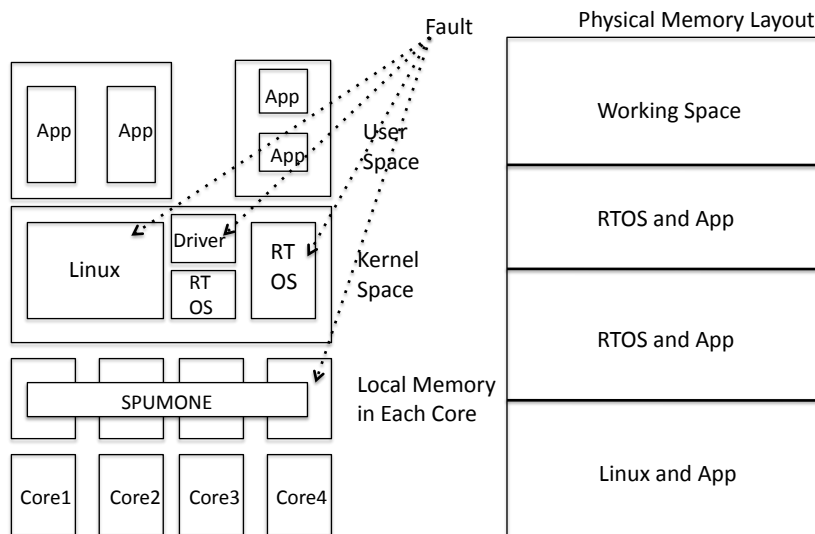 Fault
Physical Memory Layout
App
App
App
App
User
Space
Working Space
Linux
Driver
RT
OS
RT
OS
Kernel
Space
RTOS and App
RTOS and App
SPUMONE
Local Memory
in Each Core
Core1
Core2
Core3
Core4
Linux and App